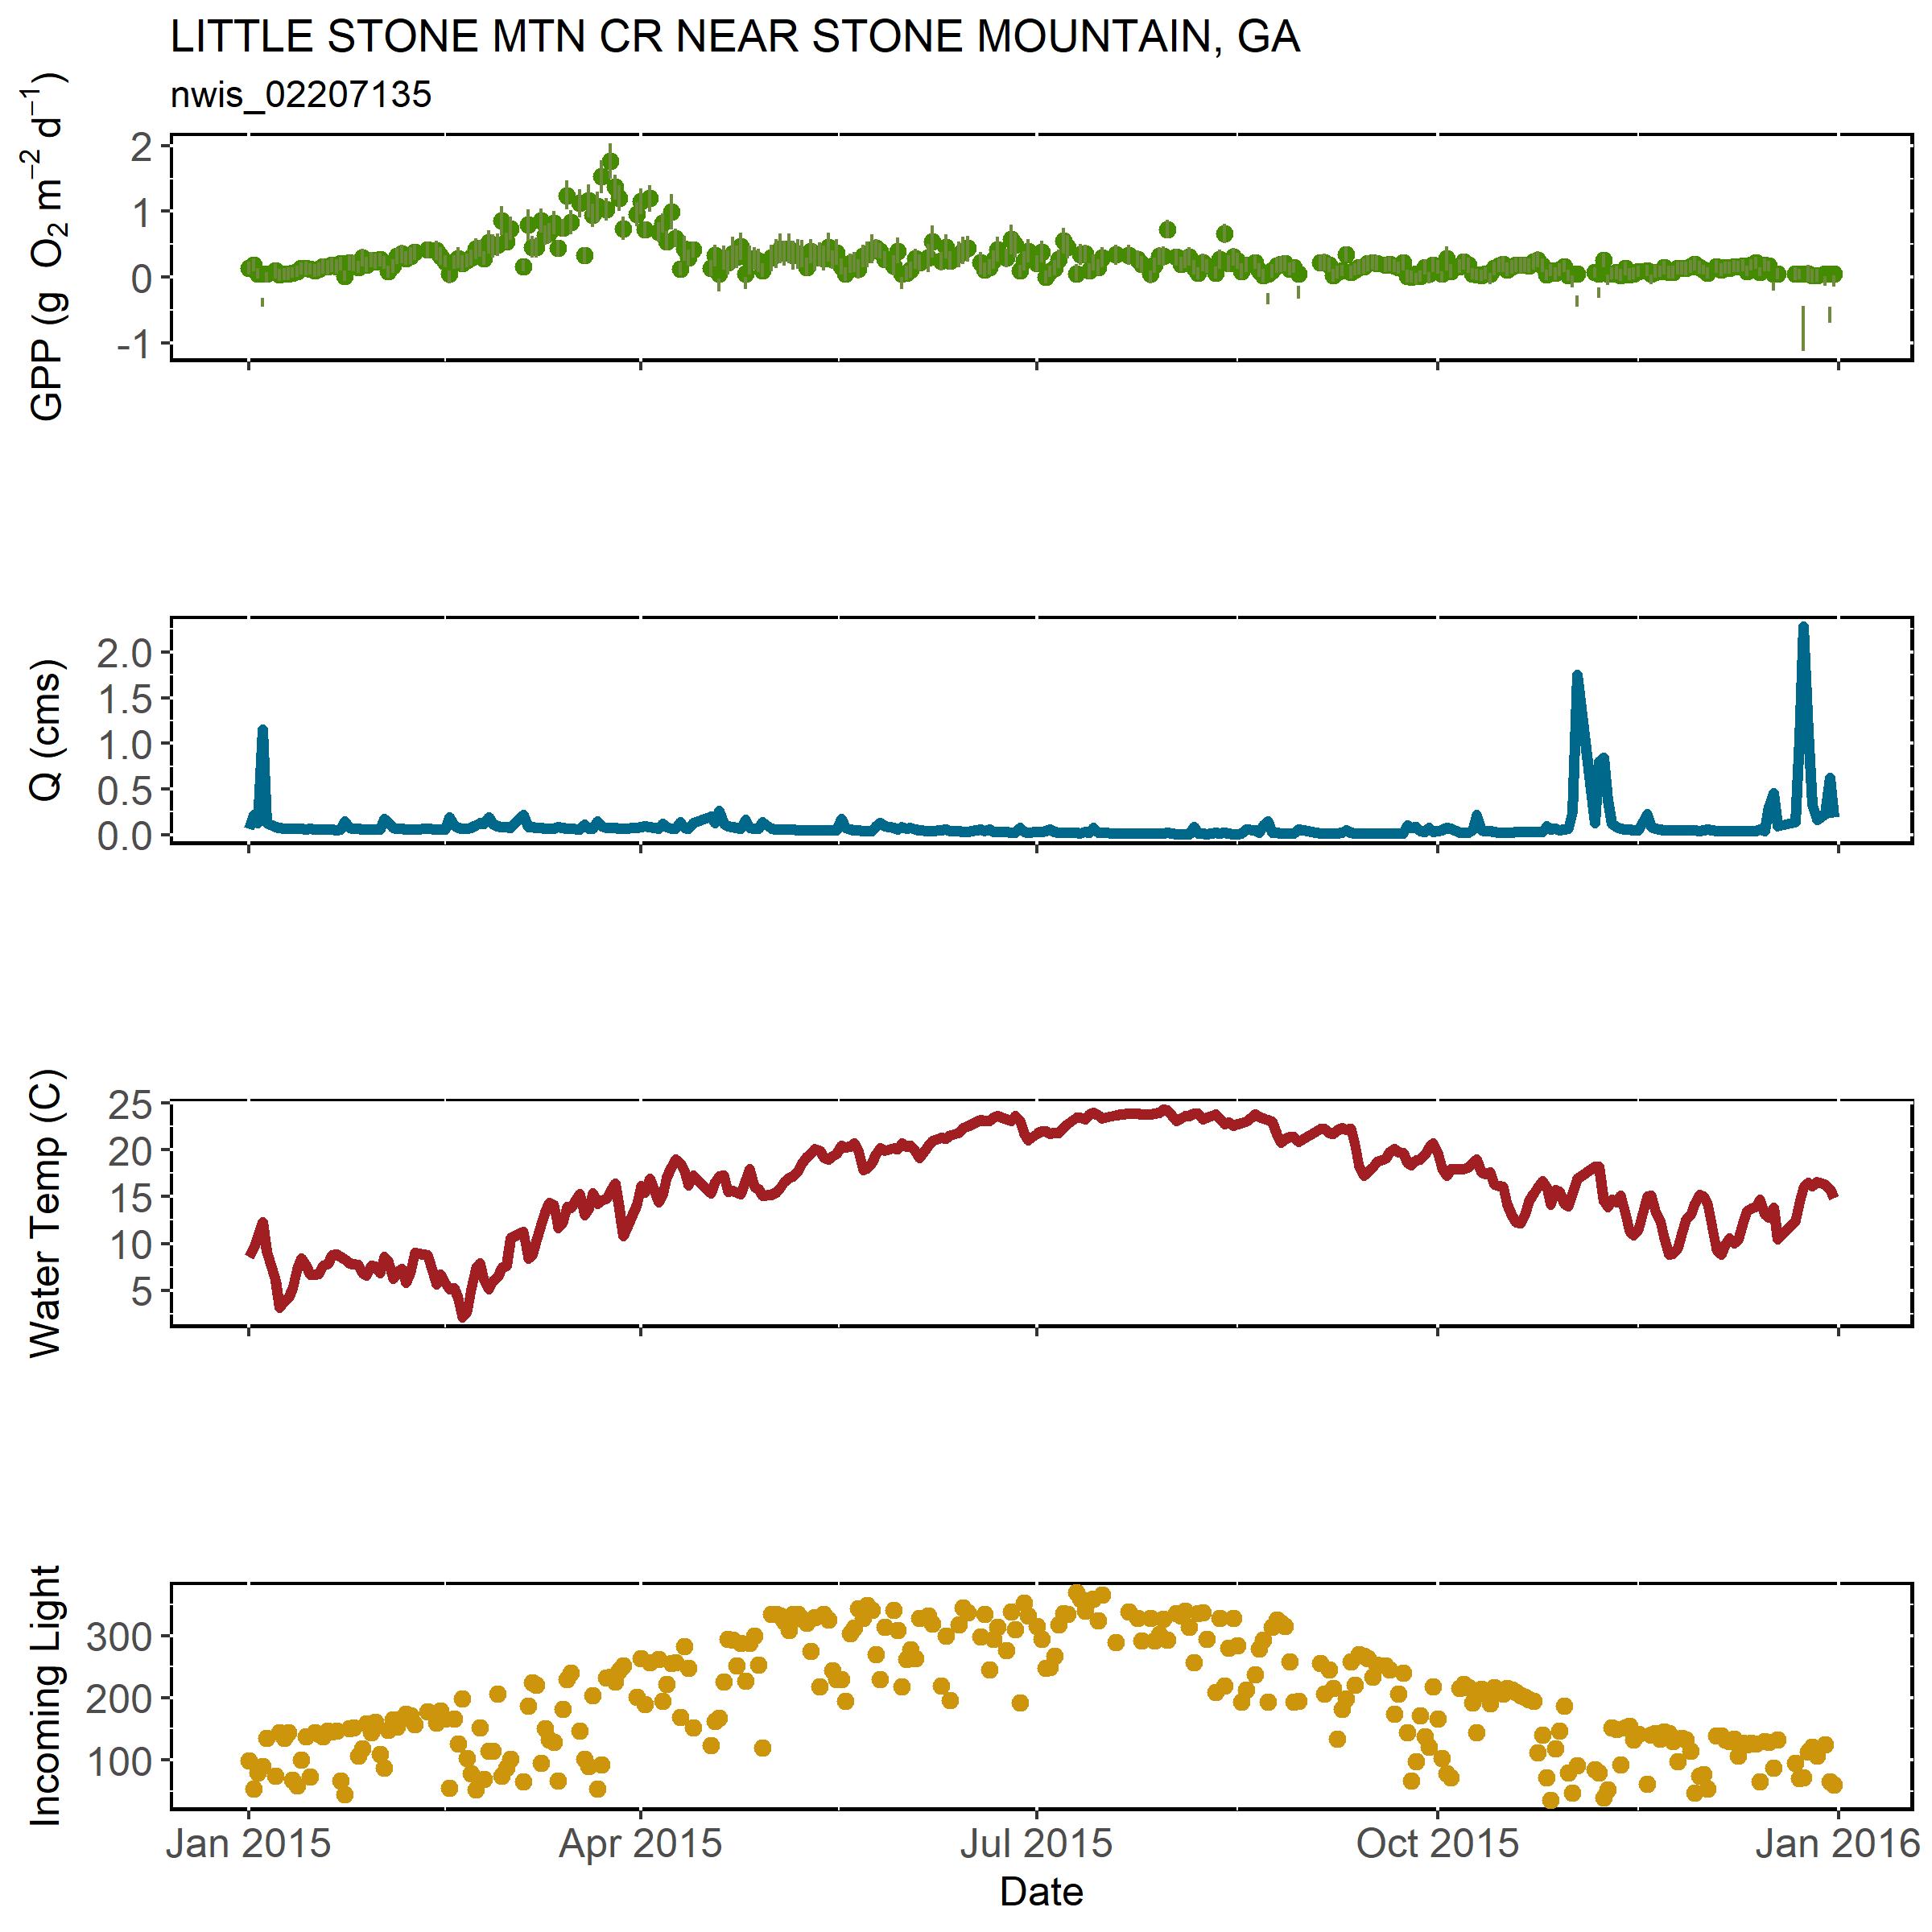 LITTLE STONE MTN CR NEAR STONE MOUNTAIN, GA
nwis_02207135
GPP (g O₂ m⁻² d⁻¹)
2
1
0
-1
Q (cms)
2.0
1.5
1.0
0.5
0.0
Water Temp (C)
25
20
15
10
5
Incoming Light
300
200
100
Jan 2015 Apr 2015 Jul 2015 Oct 2015 Jan 2016
Date